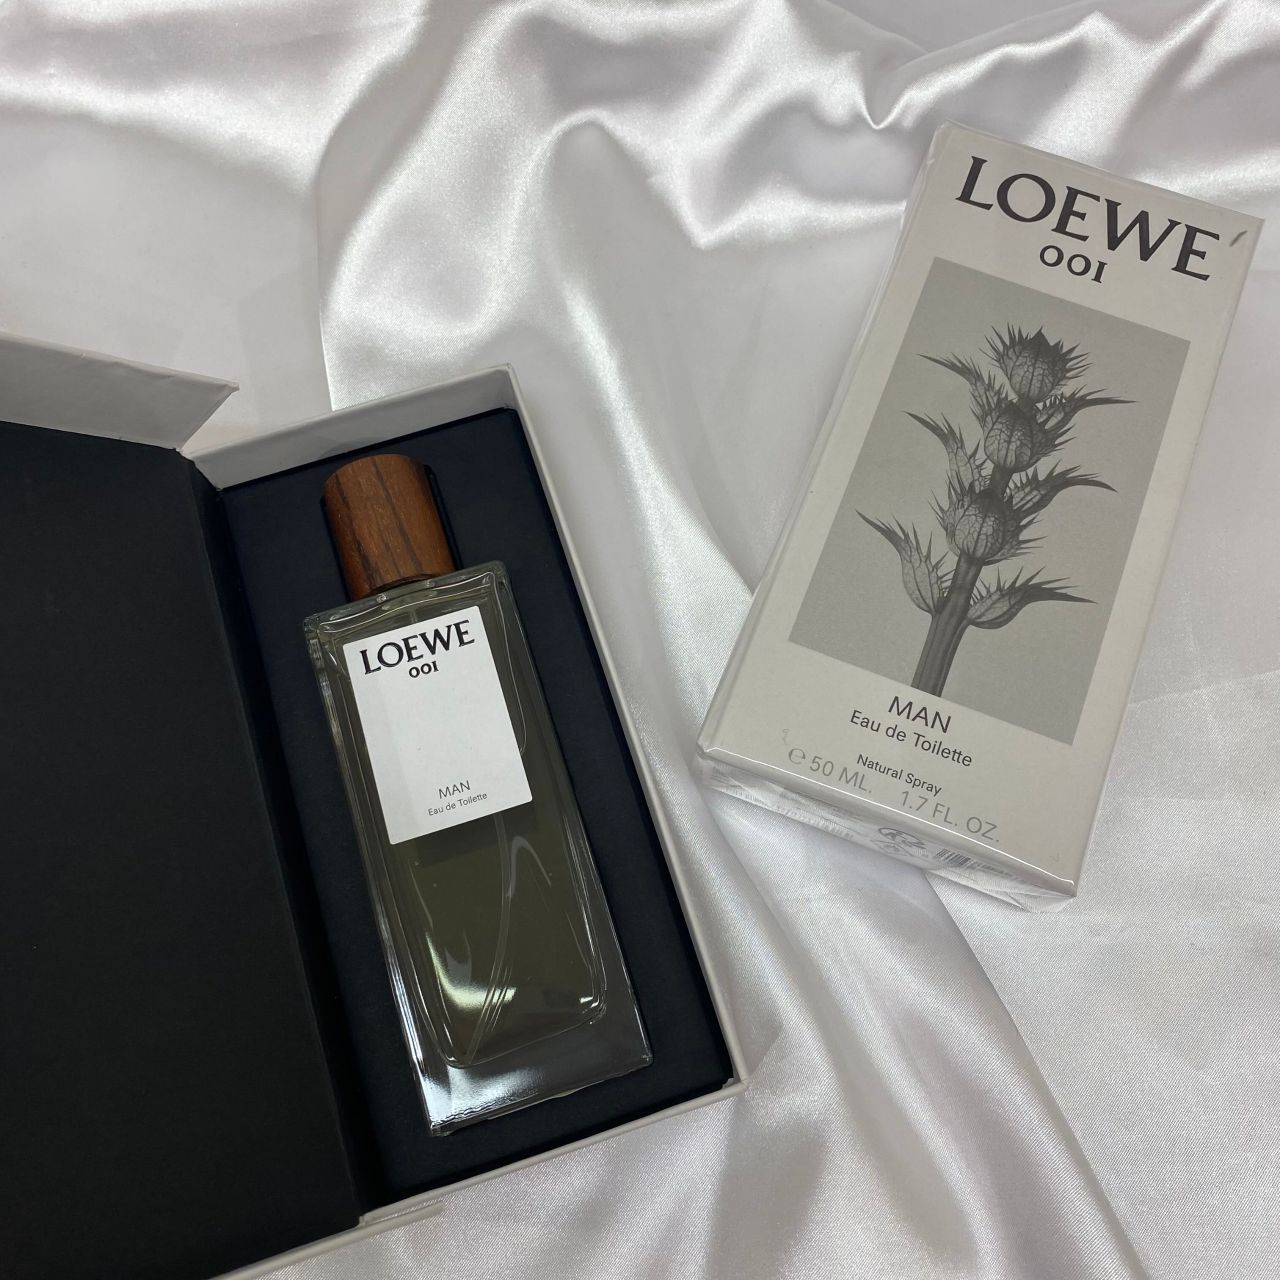 LOEWE
001
MAN
Eau de Toilette
LOEWE
001
MAN
Eau de Toilette
Natural Spray
℮ 50 ML. 1.7 FL. OZ.